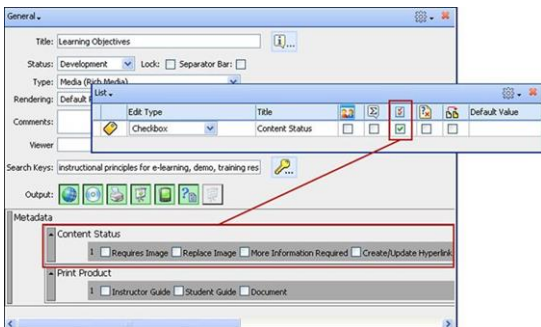 General
Title: Learning Objectives
Status: Development Lock: Separator Bar:
Type: Media (Rich Media)
Rendering: Default
List
Edit Type Title Default Value
Checkbox Content Status
Comments:
Viewer
Search Keys: instructional principles for e-learning, demo, training res
Output:
Metadata
Content Status
1 Requires Image Replace Image More Information Required Create/Update Hyperlink
Print Product
1 Instructor Guide Student Guide Document